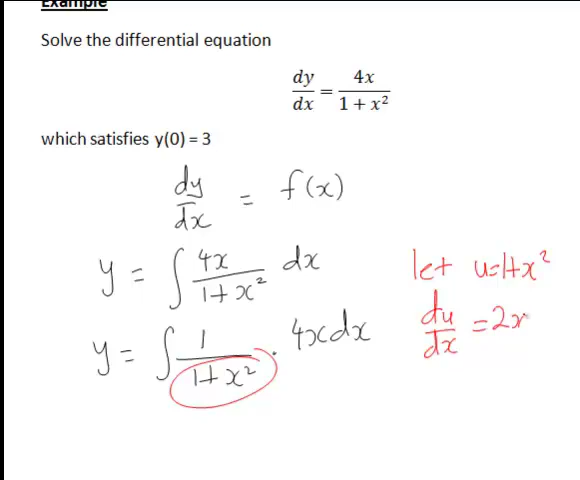 Example
Solve the differential equation
dy/dx = 4x/(1 + x²)
which satisfies y(0) = 3
dy/dx = f(x)
y = ∫ 4x/(1+x²) dx
let u=1+x²
y = ∫ 1/(1+x²) · 4x dx
du/dx = 2x